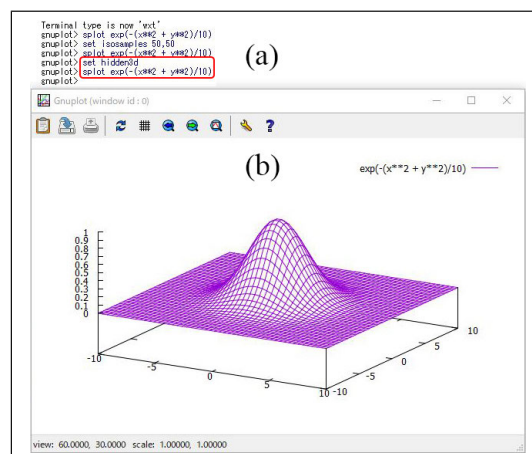 Terminal type is now 'wxt'
gnuplot> splot exp(-(x**2 + y**2)/10)
gnuplot> set isosamples 50,50
gnuplot> splot exp(-(x**2 + y**2)/10)
gnuplot> set hidden3d
gnuplot> splot exp(-(x**2 + y**2)/10)
gnuplot>
(a)
Gnuplot (window id : 0)
(b)
exp(-(x**2 + y**2)/10)
1
0.9
0.8
0.7
0.6
0.5
0.4
0.3
0.2
0.1
0
-10
-5
0
5
10
-10
-5
0
5
10
view: 60.0000, 30.0000 scale: 1.00000, 1.00000